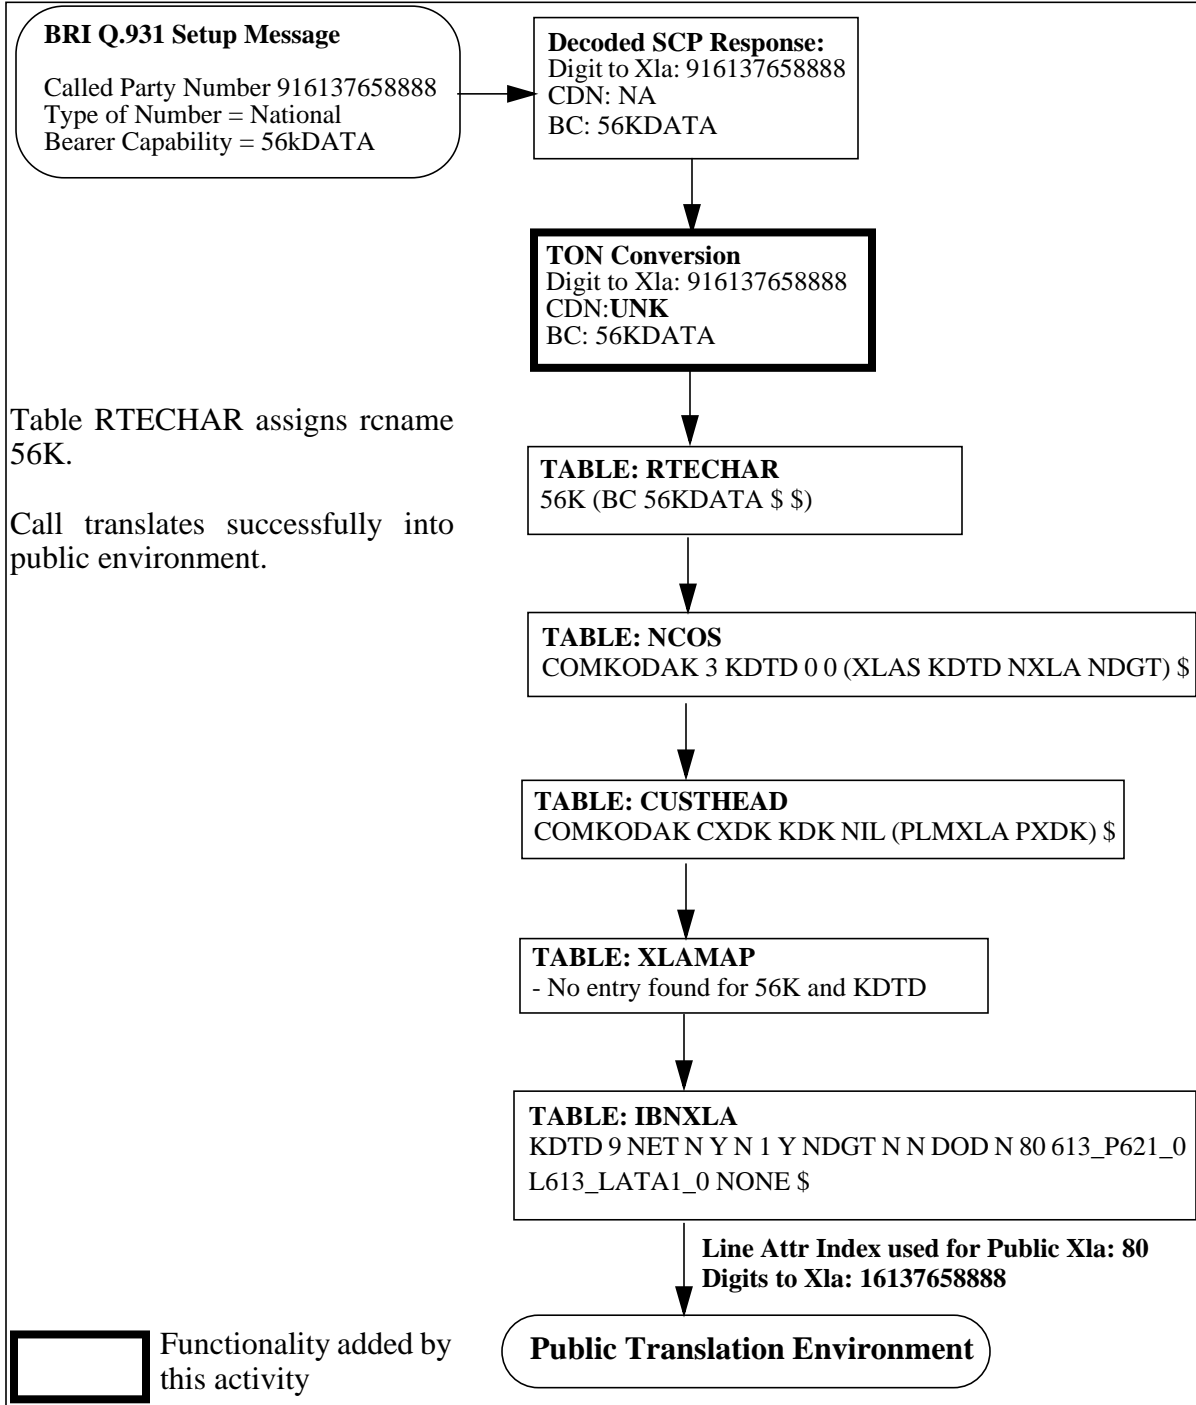 BRI Q.931 Setup Message
Called Party Number 916137658888
Type of Number = National
Bearer Capability = 56kDATA
Decoded SCP Response:
Digit to Xla: 916137658888
CDN: NA
BC: 56KDATA
TON Conversion
Digit to Xla: 916137658888
CDN:UNK
BC: 56KDATA
Table RTECHAR assigns rcname
56K.
Call translates successfully into
public environment.
TABLE: RTECHAR
56K (BC 56KDATA $ $)
TABLE: NCOS
COMKODAK 3 KDTD 0 0 (XLAS KDTD NXLA NDGT) $
TABLE: CUSTHEAD
COMKODAK CXDK KDK NIL (PLMXLA PXDK) $
TABLE: XLAMAP
- No entry found for 56K and KDTD
TABLE: IBNXLA
KDTD 9 NET N Y N 1 Y NDGT N N DOD N 80 613_P621_0
L613_LATA1_0 NONE $
Line Attr Index used for Public Xla: 80
Digits to Xla: 16137658888
Public Translation Environment
Functionality added by
this activity